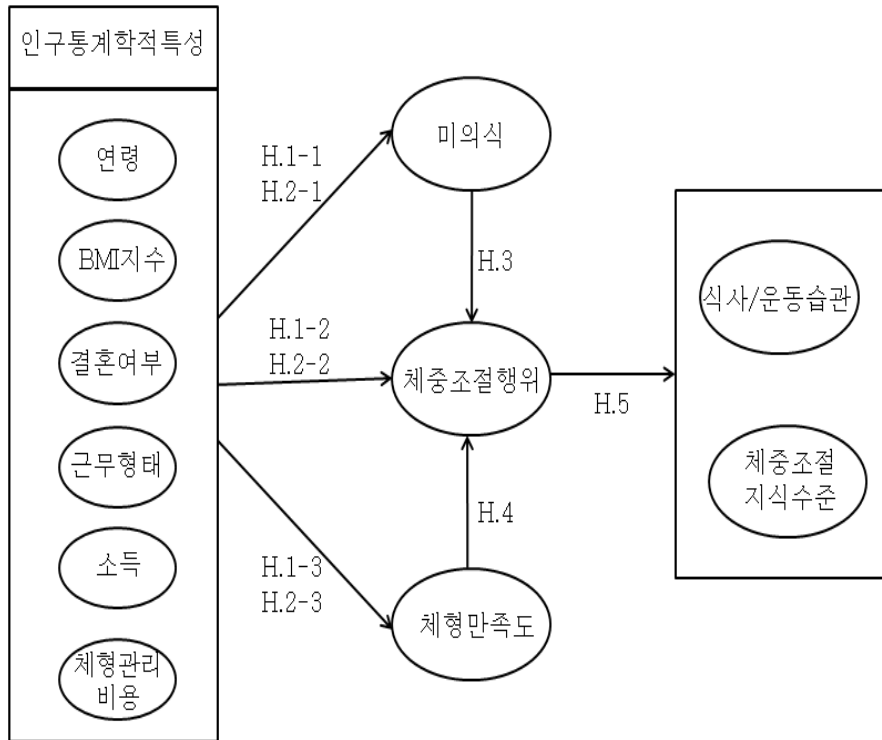 인구통계학적특성
연령
BMI지수
결혼여부
근무형태
소득
체형관리
비용
H.1-1
H.2-1
H.1-2
H.2-2
H.1-3
H.2-3
미의식
H.3
체중조절행위
H.4
체형만족도
H.5
식사/운동습관
체중조절
지식수준